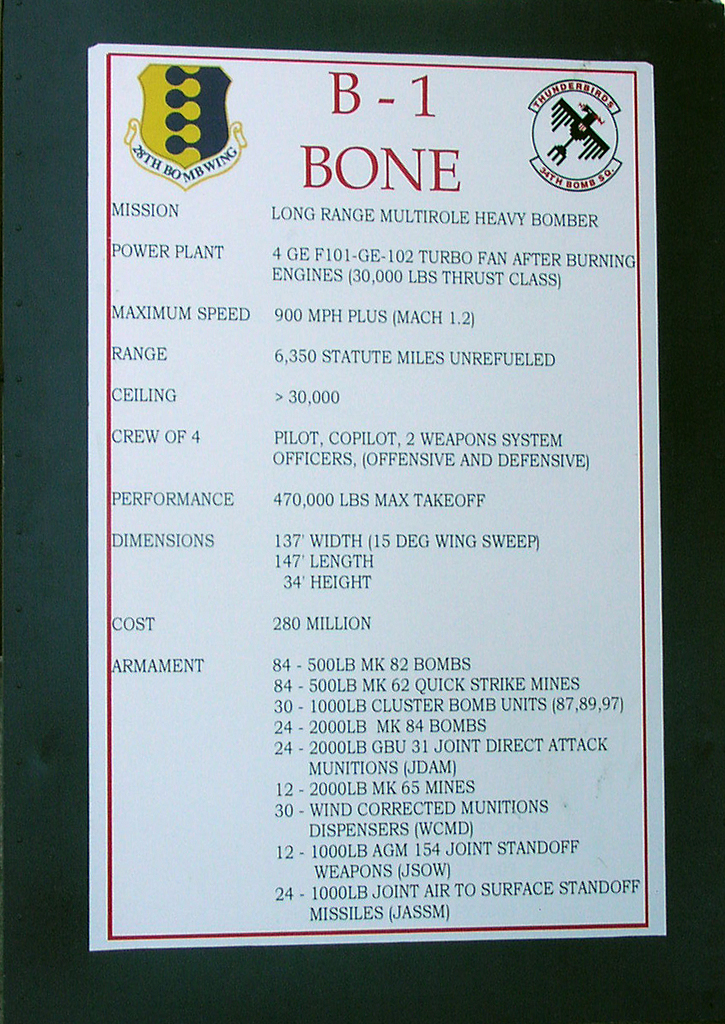 28TH BOMB WING
B - 1
BONE
THUNDERBIRDS
34TH BOMB SQ.
MISSION LONG RANGE MULTIROLE HEAVY BOMBER
POWER PLANT 4 GE F101-GE-102 TURBO FAN AFTER BURNING
ENGINES (30,000 LBS THRUST CLASS)
MAXIMUM SPEED 900 MPH PLUS (MACH 1.2)
RANGE 6,350 STATUTE MILES UNREFUELED
CEILING > 30,000
CREW OF 4 PILOT, COPILOT, 2 WEAPONS SYSTEM
OFFICERS, (OFFENSIVE AND DEFENSIVE)
PERFORMANCE 470,000 LBS MAX TAKEOFF
DIMENSIONS 137' WIDTH (15 DEG WING SWEEP)
147' LENGTH
34' HEIGHT
COST 280 MILLION
ARMAMENT 84 - 500LB MK 82 BOMBS
84 - 500LB MK 62 QUICK STRIKE MINES
30 - 1000LB CLUSTER BOMB UNITS (87,89,97)
24 - 2000LB MK 84 BOMBS
24 - 2000LB GBU 31 JOINT DIRECT ATTACK
MUNITIONS (JDAM)
12 - 2000LB MK 65 MINES
30 - WIND CORRECTED MUNITIONS
DISPENSERS (WCMD)
12 - 1000LB AGM 154 JOINT STANDOFF
WEAPONS (JSOW)
24 - 1000LB JOINT AIR TO SURFACE STANDOFF
MISSILES (JASSM)